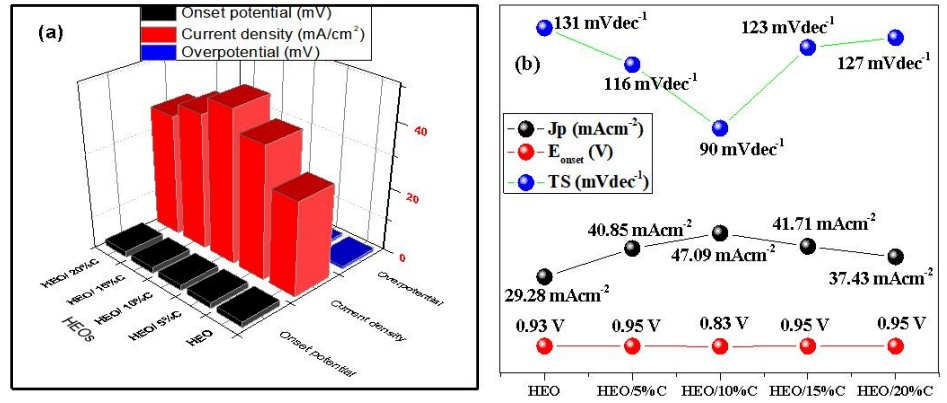 (a)
Onset potential (mV)
Current density (mA/cm²)
Overpotential (mV)
40
20
0
HEO/ 20%C
HEO/ 15%C
HEO/ 10%C
HEO/ 5%C
HEO
HEOs
Overpotential
Current density
Onset potential
(b)
131 mVdec⁻¹
116 mVdec⁻¹
90 mVdec⁻¹
123 mVdec⁻¹
127 mVdec⁻¹
Jp (mAcm⁻²)
E_onset (V)
TS (mVdec⁻¹)
29.28 mAcm⁻²
40.85 mAcm⁻²
47.09 mAcm⁻²
41.71 mAcm⁻²
37.43 mAcm⁻²
0.93 V 0.95 V 0.83 V 0.95 V 0.95 V
HEO HEO/5%C HEO/10%C HEO/15%C HEO/20%C